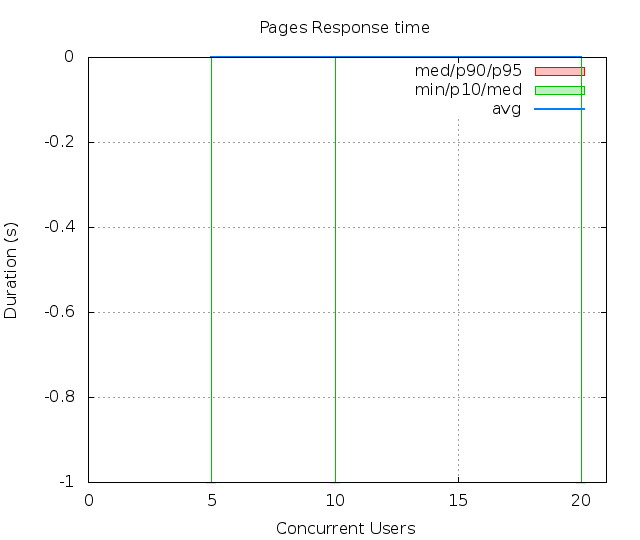 Pages Response time
med/p90/p95
min/p10/med
avg
Duration (s)
0
-0.2
-0.4
-0.6
-0.8
-1
0 5 10 15 20
Concurrent Users